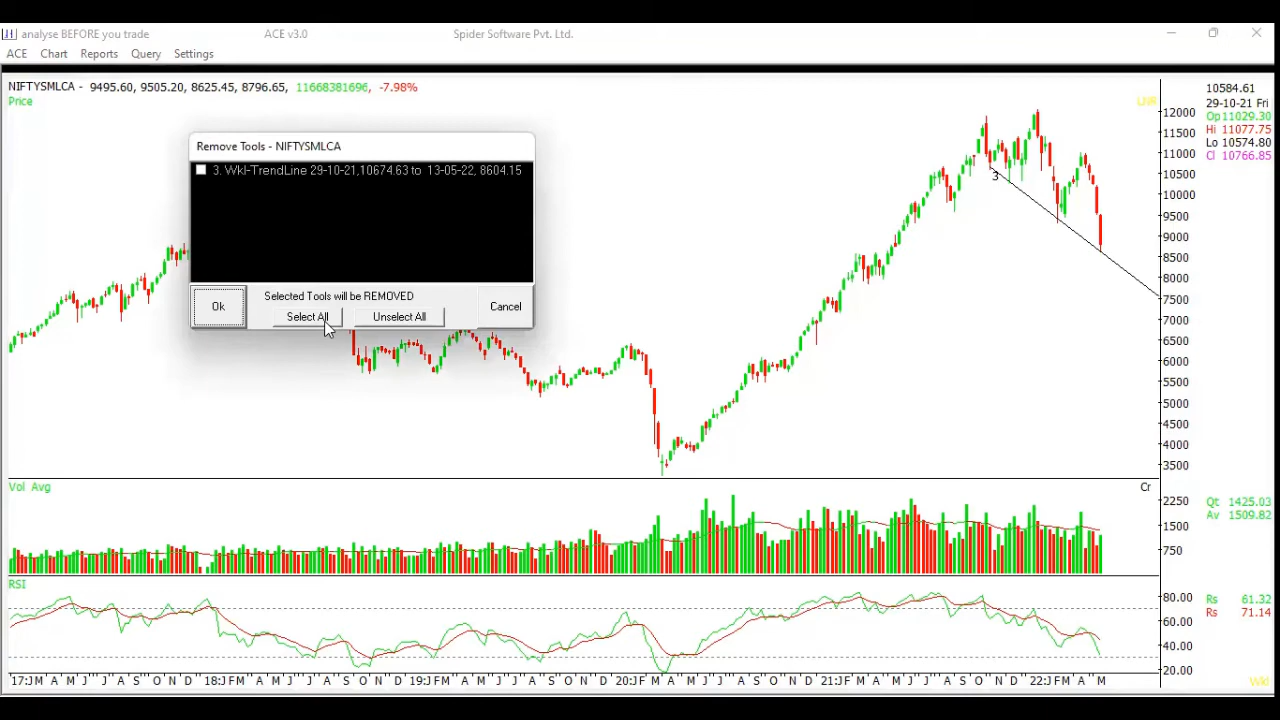 analyse BEFORE you trade ACE v3.0 Spider Software Pvt. Ltd.
ACE Chart Reports Query Settings
NIFTYSMLCA - 9495.60, 9505.20, 8625.45, 8796.65, 11668381696, -7.98%
Price
LIVE
10584.61
29-10-21 Fri
Op 11029.30
Hi 11077.75
Lo 10574.80
Cl 10766.85
Remove Tools - NIFTYSMLCA
3. Wkl-TrendLine 29-10-21,10674.63 to 13-05-22, 8604.15
Selected Tools will be REMOVED
Ok Select All Unselect All Cancel
3
12000
11500
11000
10500
10000
9500
9000
8500
8000
7500
7000
6500
6000
5500
5000
4500
4000
3500
Vol Avg Cr
2250
1500
750
Qt 1425.03
Av 1509.82
RSI
80.00
60.00
40.00
20.00
Rs 61.32
Rs 71.14
17:J M A M J J A S O N D 18:J F M A M J J A S O N D 19:J F M A M J J A S O N D 20:J F M A M J J A S O N D 21:J F M A M J J A S O N D 22:J F M A M
Wkl